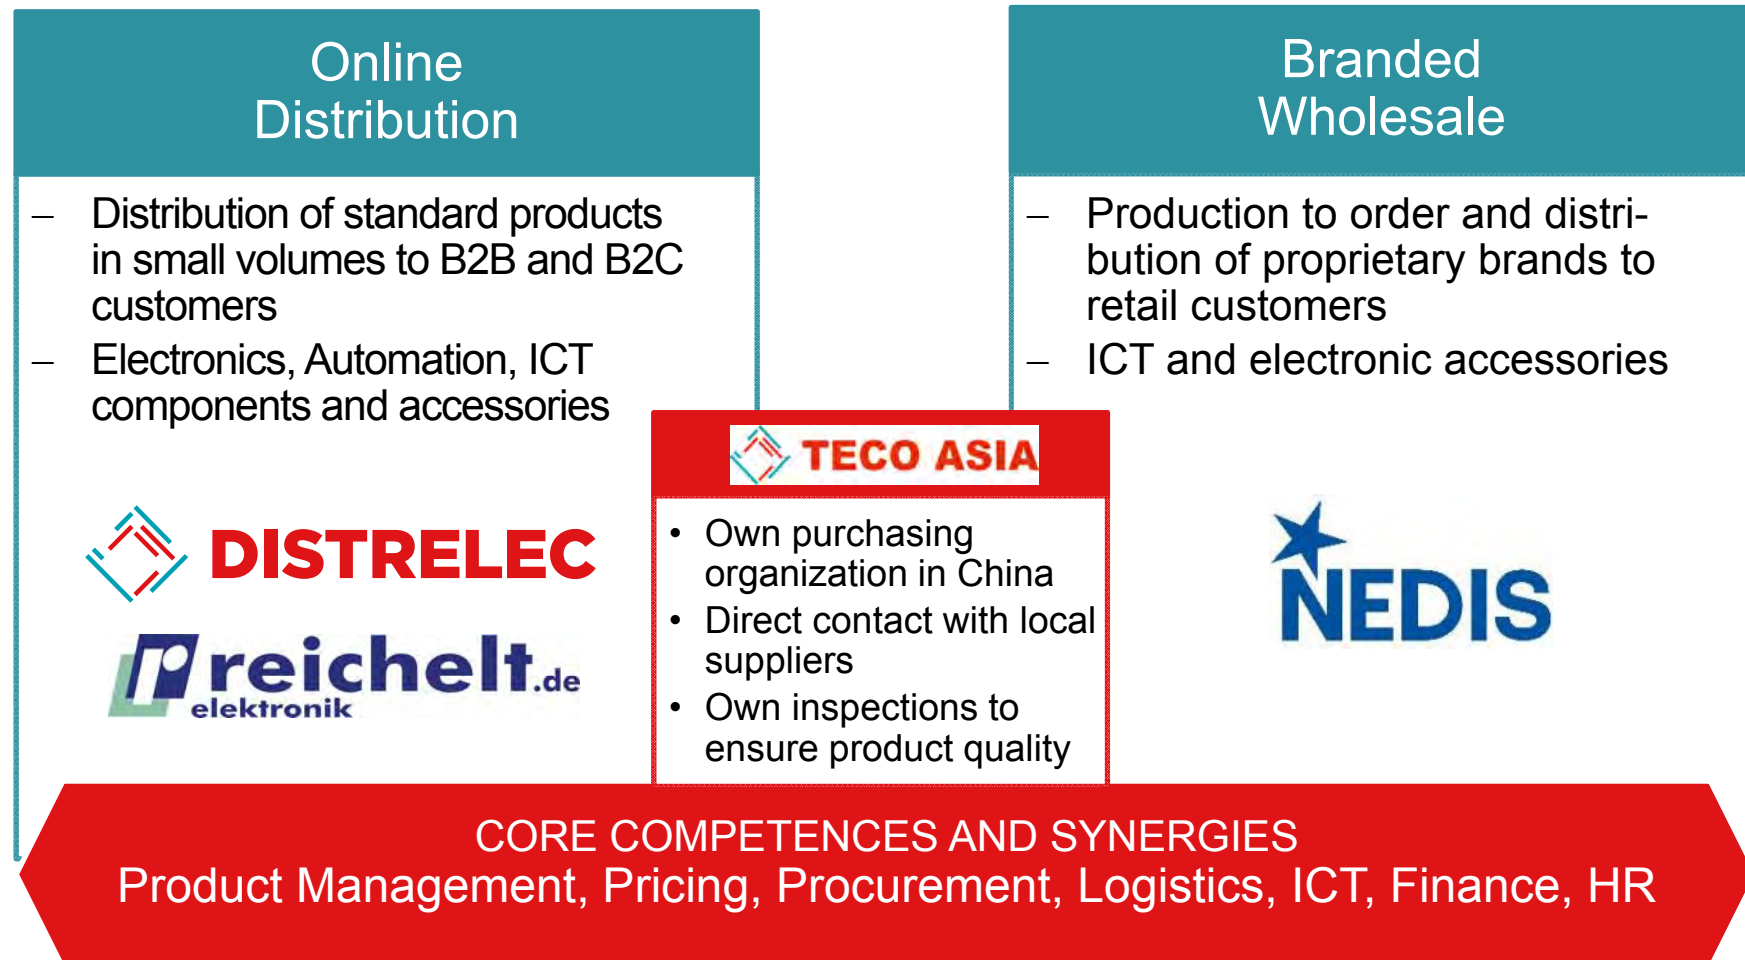 Online
Distribution
– Distribution of standard products
in small volumes to B2B and B2C
customers
– Electronics, Automation, ICT
components and accessories
DISTRELEC
reichelt.de
elektronik
TECO ASIA
• Own purchasing
organization in China
• Direct contact with local
suppliers
• Own inspections to
ensure product quality
Branded
Wholesale
– Production to order and distri-
bution of proprietary brands to
retail customers
– ICT and electronic accessories
NEDIS
CORE COMPETENCES AND SYNERGIES
Product Management, Pricing, Procurement, Logistics, ICT, Finance, HR